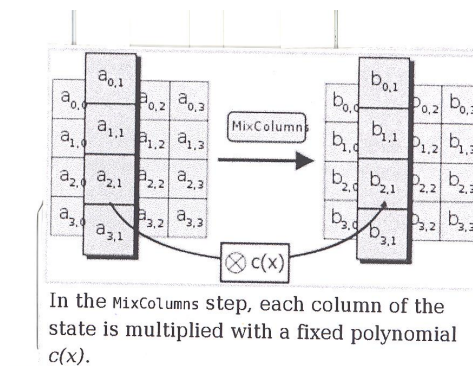 a0,1 b0,1
a0,0 a0,2 a0,3 b0,0 b0,2 b0,3
a1,1 MixColumns b1,1
a1,0 a1,2 a1,3 b1,0 b1,2 b1,3
a2,0 a2,1 a2,2 a2,3 b2,0 b2,1 b2,2 b2,3
a3,0 a3,2 a3,3 b3,0 b3,2 b3,3
a3,1 b3,1
⊗ c(x)
In the MixColumns step, each column of the
state is multiplied with a fixed polynomial
c(x).